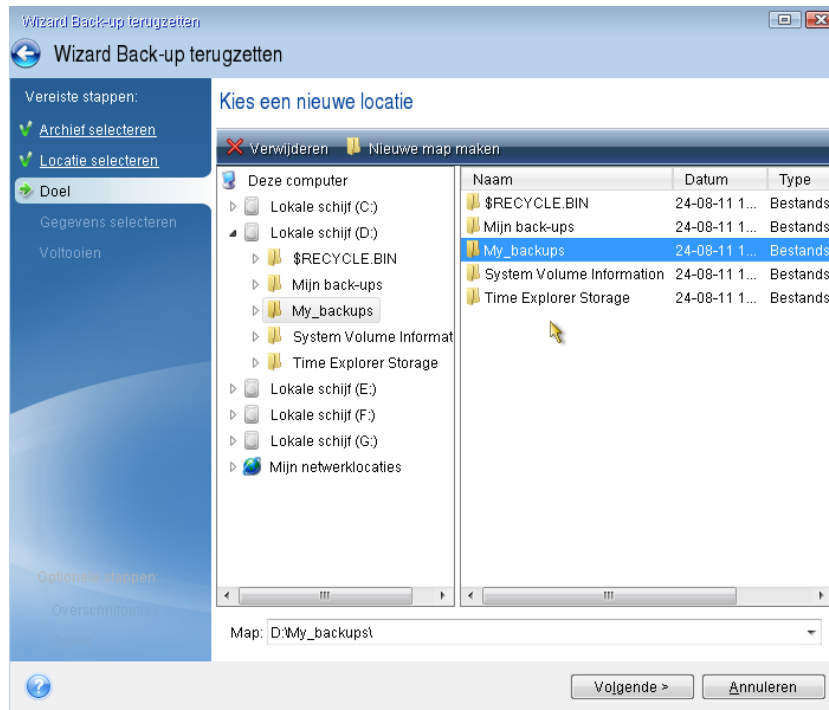 Wizard Back-up terugzetten
Wizard Back-up terugzetten
Vereiste stappen:
Archief selecteren
Locatie selecteren
Doel
Gegevens selecteren
Voltooien
Optionele stappen:
Kies een nieuwe locatie
Verwijderen Nieuwe map maken
Deze computer
Lokale schijf (C:)
Lokale schijf (D:)
$RECYCLE.BIN
Mijn back-ups
My_backups
System Volume Informat
Time Explorer Storage
Lokale schijf (E:)
Lokale schijf (F:)
Lokale schijf (G:)
Mijn netwerklocaties
Naam Datum Type
$RECYCLE.BIN 24-08-11 1... Bestands
Mijn back-ups 24-08-11 1... Bestands
My_backups 24-08-11 1... Bestands
System Volume Information 24-08-11 1... Bestands
Time Explorer Storage 24-08-11 1... Bestands
Map: D:\My_backups\
Volgende > Annuleren